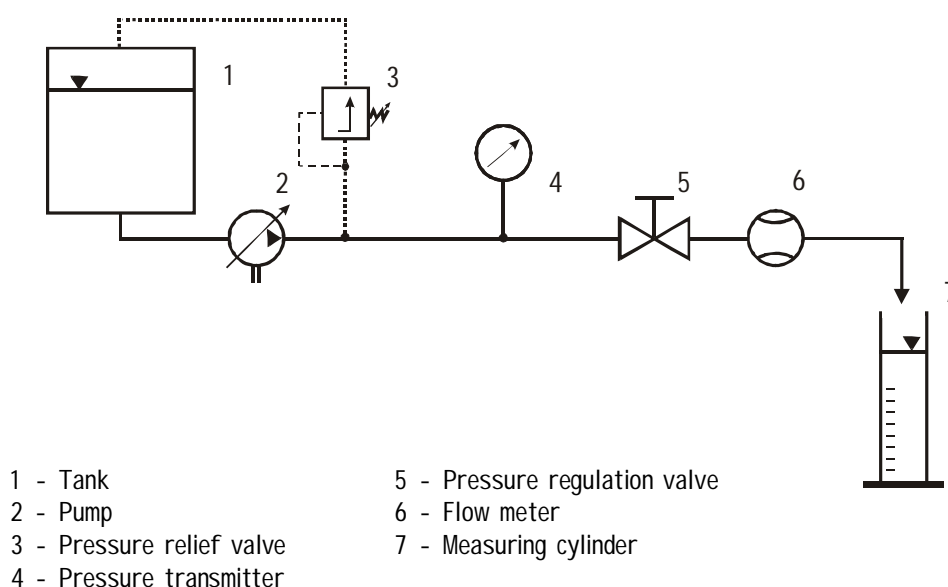 1
3
2
4
5
6
1 - Tank
2 - Pump
3 - Pressure relief valve
4 - Pressure transmitter
5 - Pressure regulation valve
6 - Flow meter
7 - Measuring cylinder